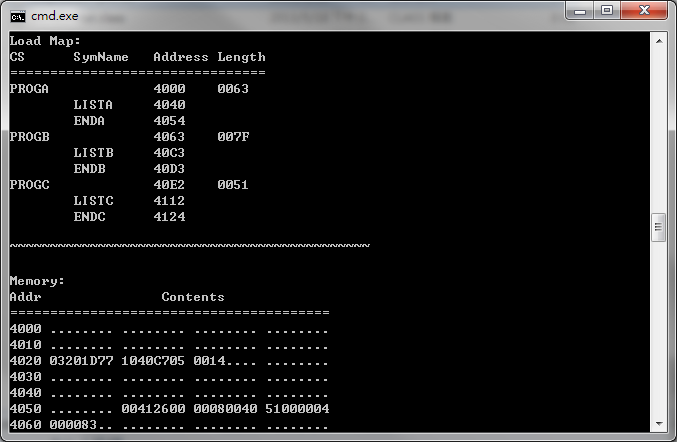 cmd.exe
Load Map:
CS      SymName   Address Length
================================
PROGA             4000    0063
        LISTA     4040
        ENDA      4054
PROGB             4063    007F
        LISTB     40C3
        ENDB      40D3
PROGC             40E2    0051
        LISTC     4112
        ENDC      4124
~~~~~~~~~~~~~~~~~~~~~~~~~~~~~~~~~~~~~~~~~~~~~
Memory:
Addr               Contents
========================================
4000 ........ ........ ........ ........
4010 ........ ........ ........ ........
4020 03201D77 1040C705 0014.... ........
4030 ........ ........ ........ ........
4040 ........ ........ ........ ........
4050 ........ 00412600 00080040 51000004
4060 000083.. ........ ........ ........